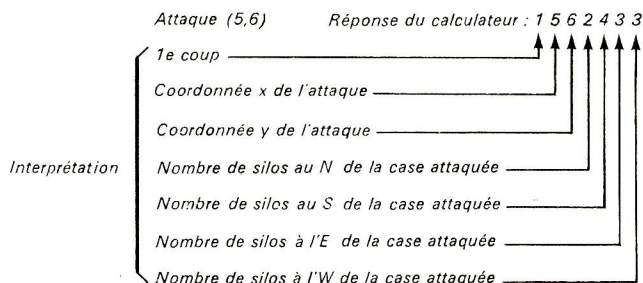 Attaque (5,6) Réponse du calculateur : 1 5 6 2 4 3 3
1e coup
Coordonnée x de l'attaque
Coordonnée y de l'attaque
Interprétation
Nombre de silos au N de la case attaquée
Nombre de silos au S de la case attaquée
Nombre de silos à l'E de la case attaquée
Nombre de silos à l'W de la case attaquée